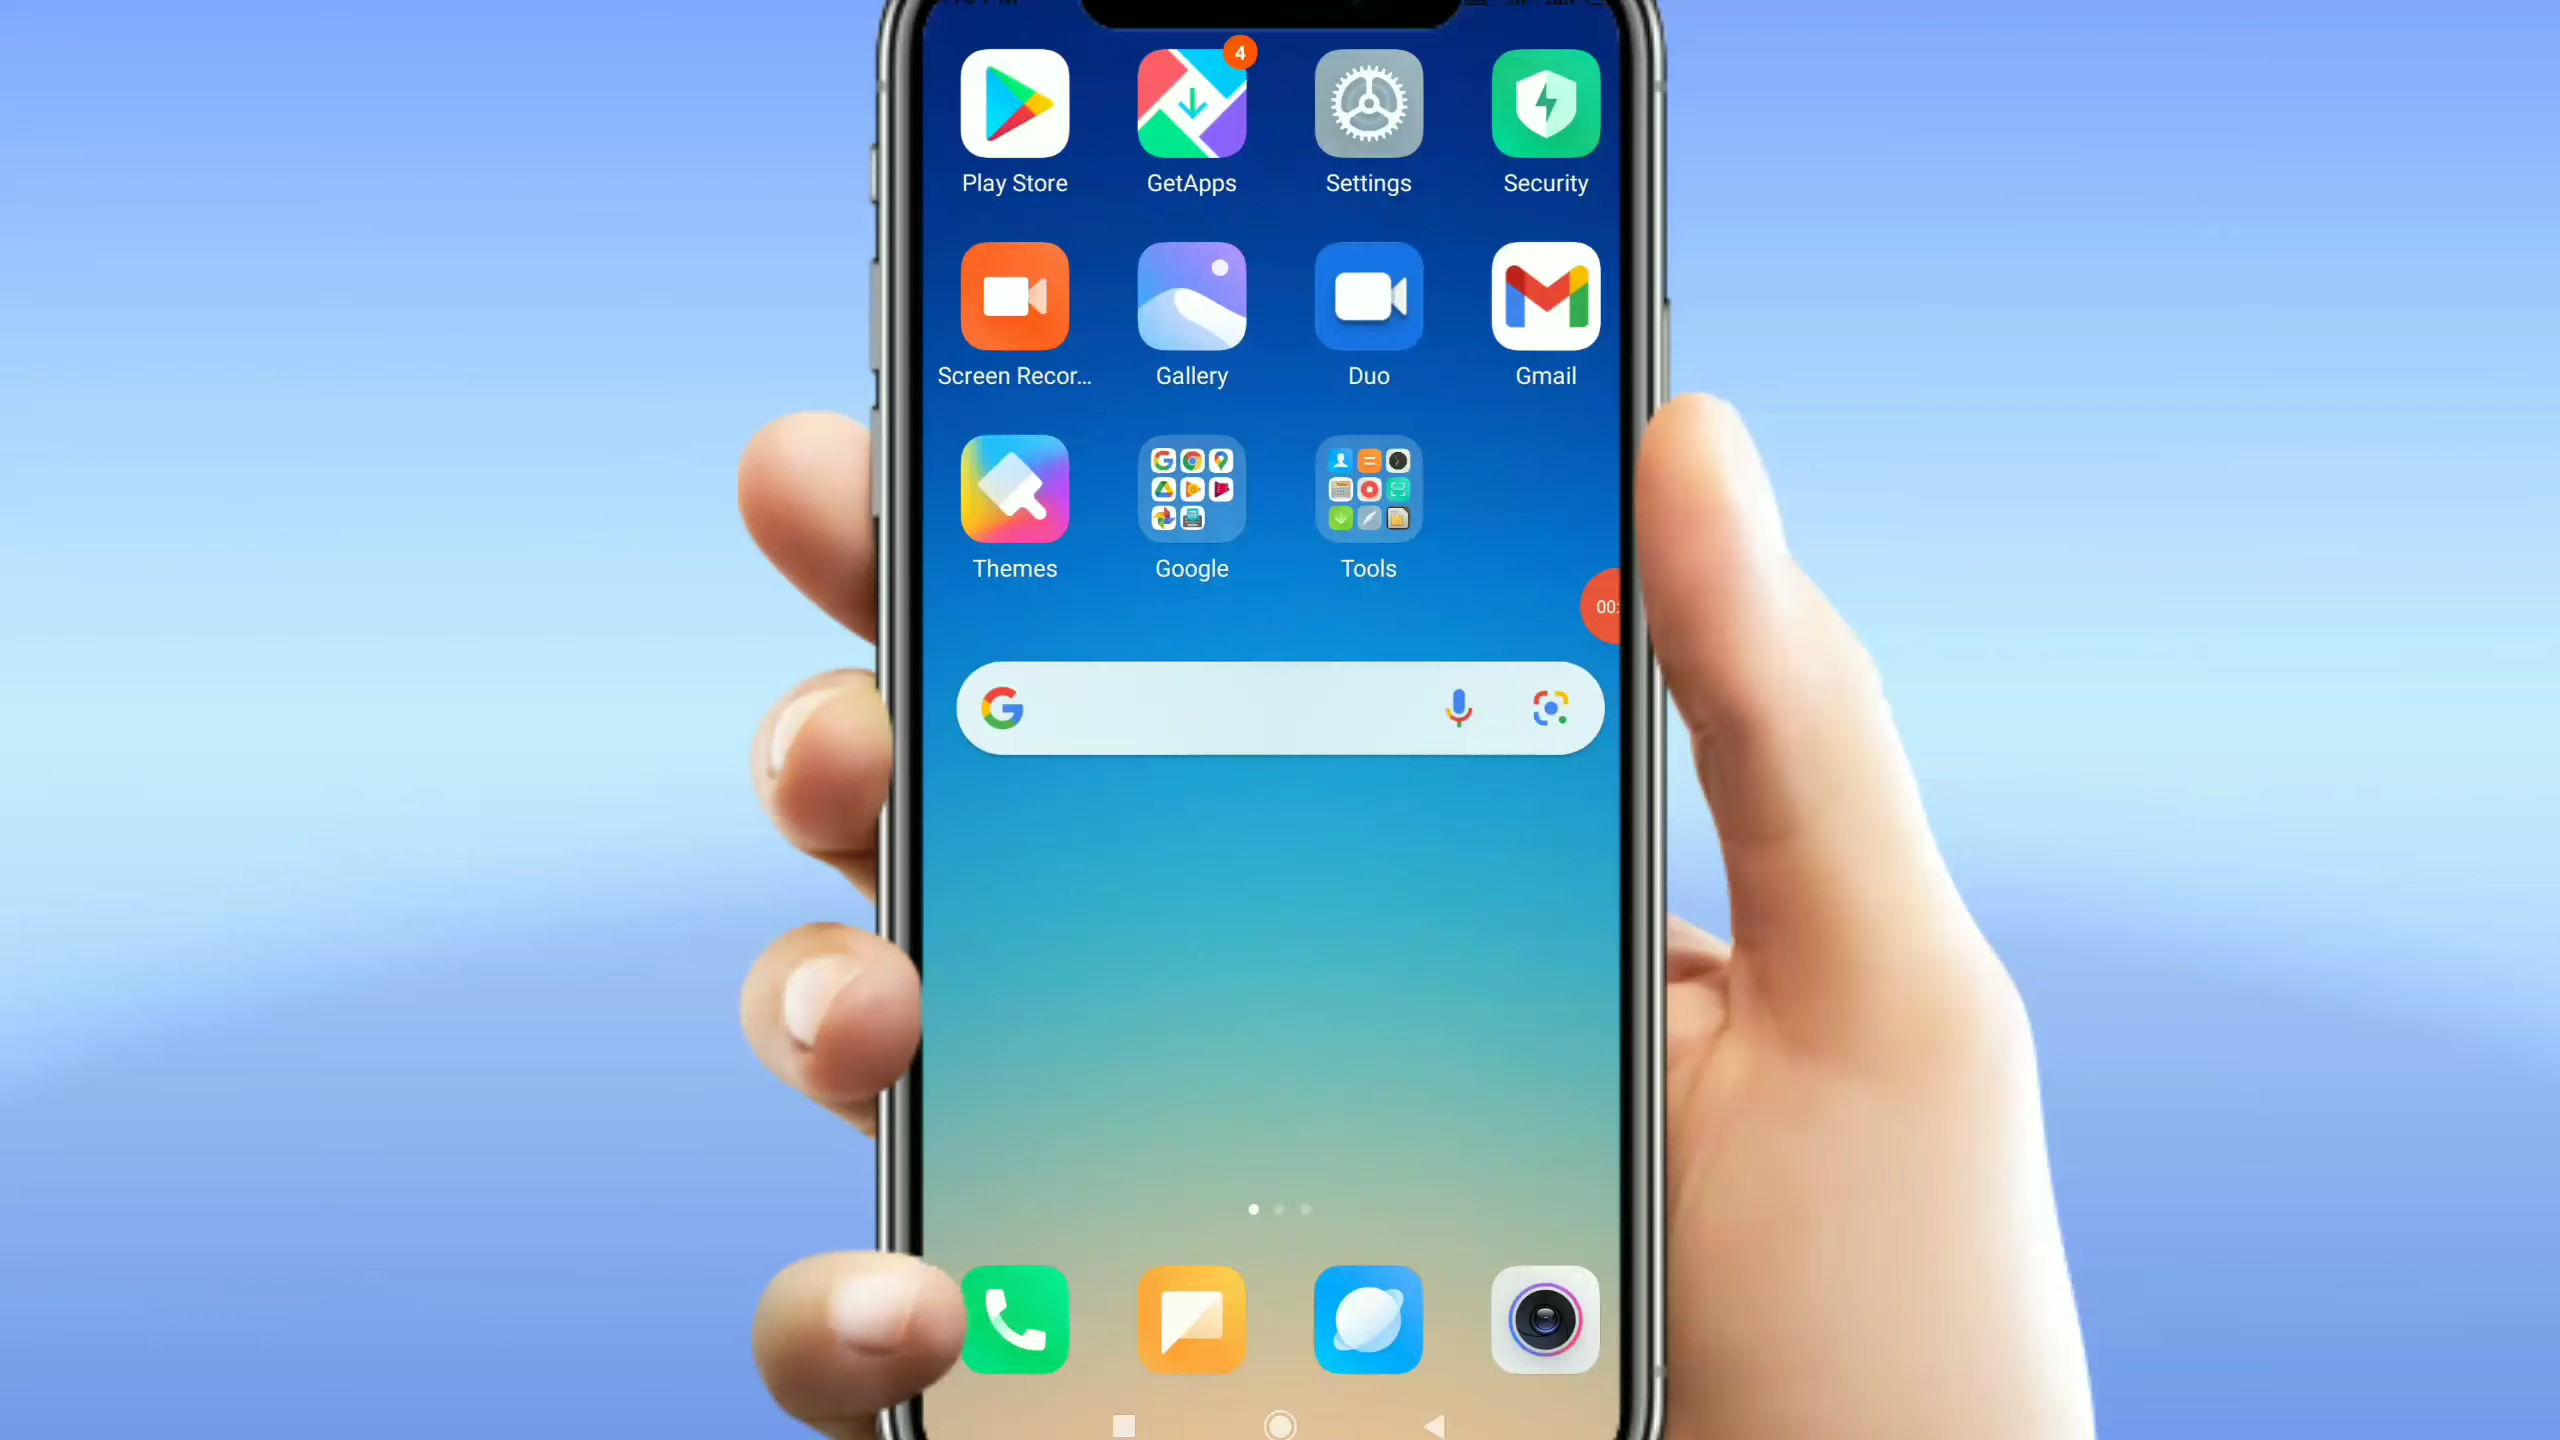 4
Play Store
GetApps
Settings
Security
Screen Recor...
Gallery
Duo
Gmail
Themes
Google
Tools
00: